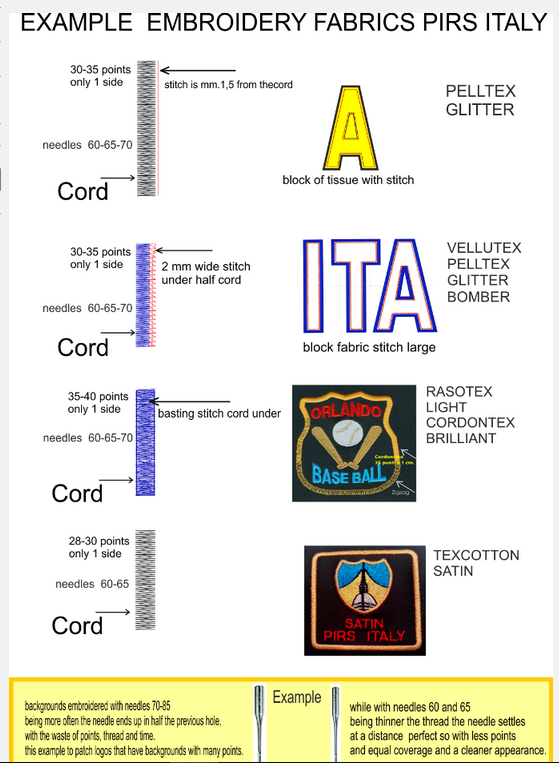 EXAMPLE EMBROIDERY FABRICS PIRS ITALY
30-35 points
only 1 side
stitch is mm.1,5 from thecord
needles 60-65-70
Cord
A
block of tissue with stitch
PELLTEX
GLITTER
30-35 points
only 1 side
2 mm wide stitch
under half cord
needles 60-65-70
Cord
ITA
block fabric stitch large
VELLUTEX
PELLTEX
GLITTER
BOMBER
35-40 points
only 1 side
basting stitch cord under
needles 60-65-70
Cord
ORLANDO
BASE BALL
Zigzag
RASOTEX
LIGHT
CORDONTEX
BRILLIANT
28-30 points
only 1 side
needles 60-65
Cord
SATIN
PIRS ITALY
TEXCOTTON
SATIN
backgrounds embroidered with needles 70-85
being more often the needle ends up in half the previous hole,
with the waste of points, thread and time.
this example to patch logos that have backgrounds with many points.
Example
while with needles 60 and 65
being thinner the thread the needle settles
at a distance perfect so with less points
and equal coverage and a cleaner appearance.